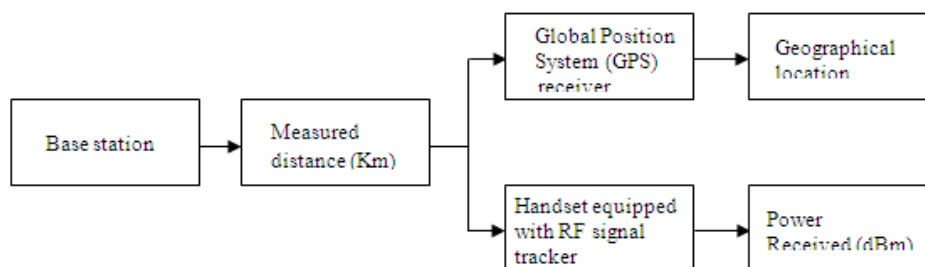 Global Position
System (GPS)
receiver
Geographical
location
Base station
Measured
distance (Km)
Handset equipped
with RF signal
tracker
Power
Received (dBm)